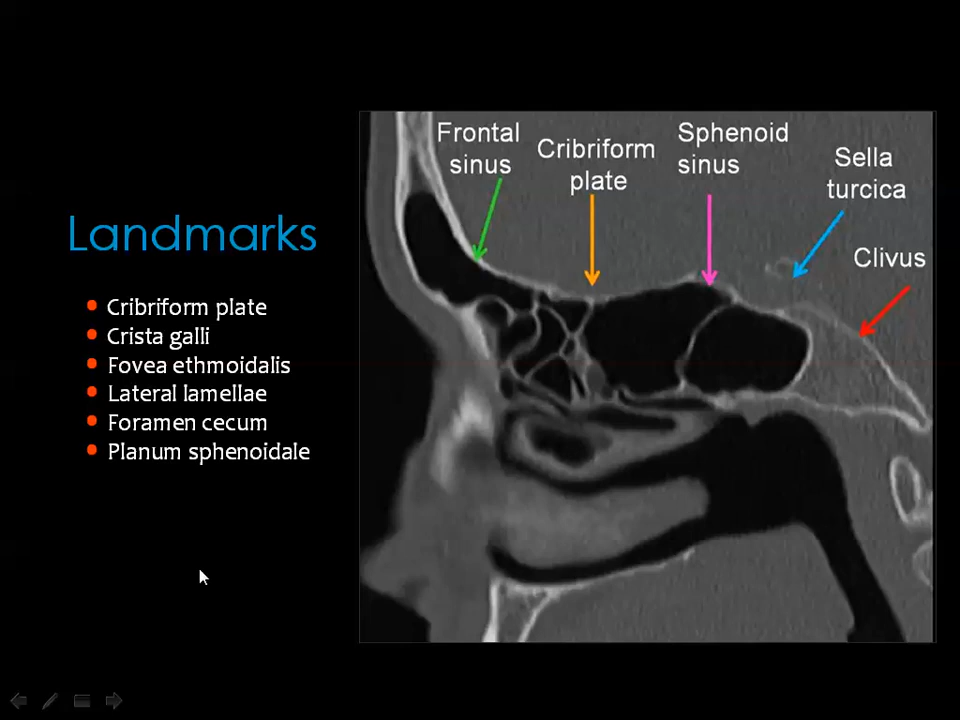 Landmarks
Cribriform plate
Crista galli
Fovea ethmoidalis
Lateral lamellae
Foramen cecum
Planum sphenoidale
Frontal
sinus
Cribriform
plate
Sphenoid
sinus
Sella
turcica
Clivus